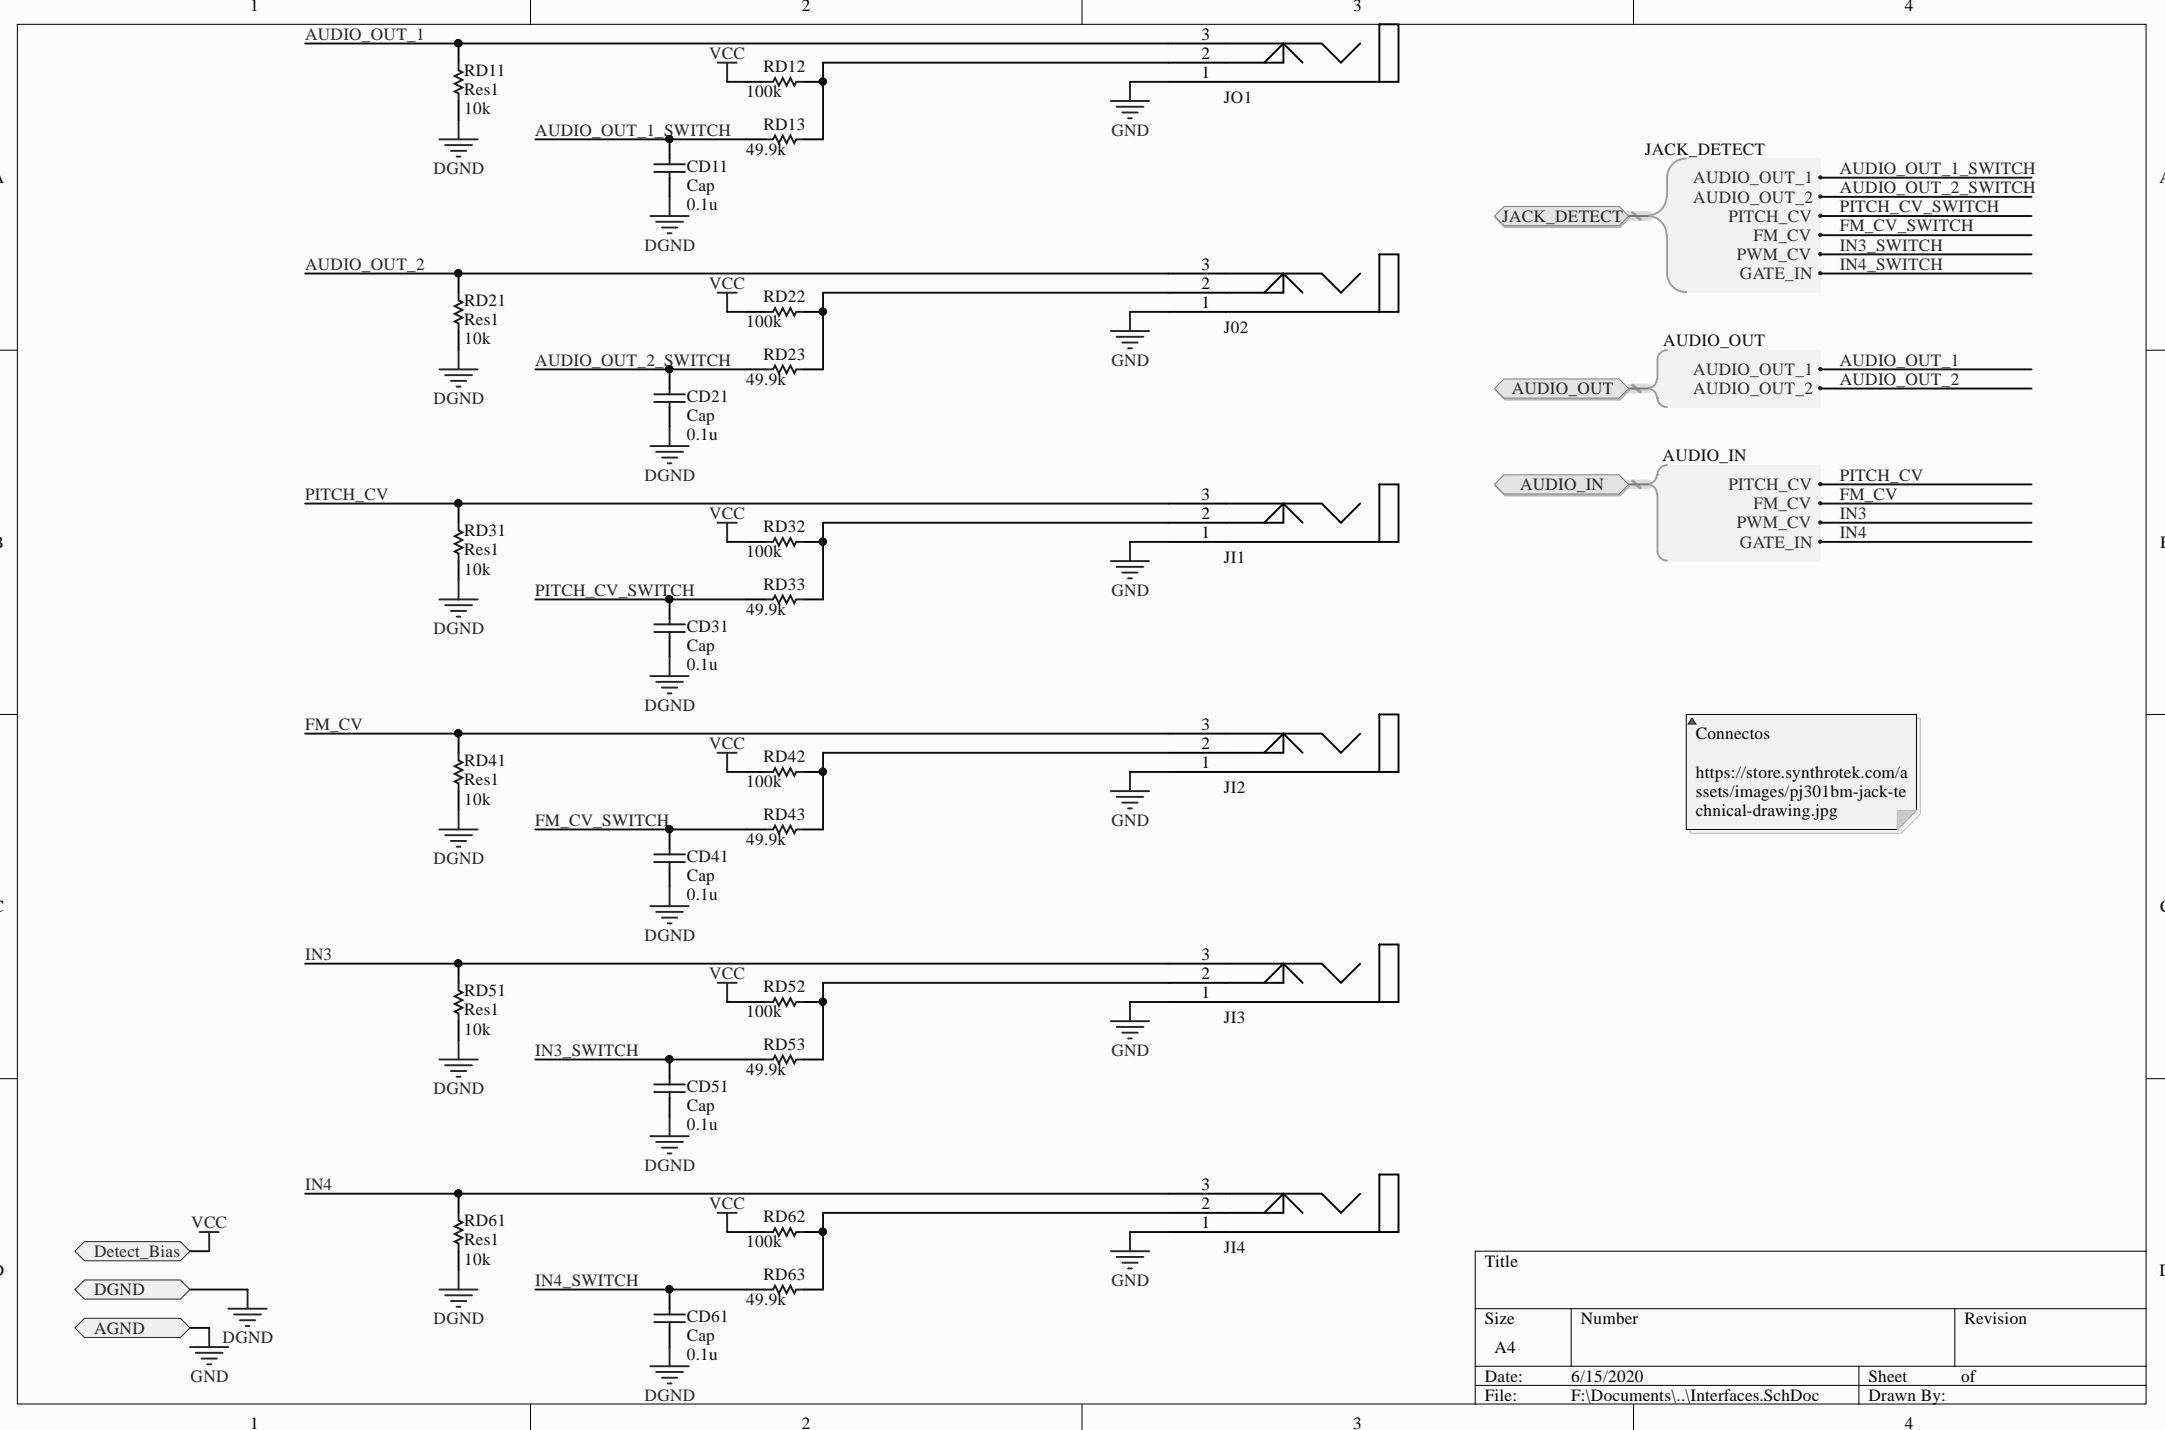 1 2 3 4
AUDIO_OUT_1
RD11
Res1
10k
DGND
VCC
RD12
100k
AUDIO_OUT_1_SWITCH
RD13
49.9k
CD11
Cap
0.1u
DGND
3
2
1
JO1
GND
AUDIO_OUT_2
RD21
Res1
10k
DGND
VCC
RD22
100k
AUDIO_OUT_2_SWITCH
RD23
49.9k
CD21
Cap
0.1u
DGND
3
2
1
J02
GND
PITCH_CV
RD31
Res1
10k
DGND
VCC
RD32
100k
PITCH_CV_SWITCH
RD33
49.9k
CD31
Cap
0.1u
DGND
3
2
1
JI1
GND
FM_CV
RD41
Res1
10k
DGND
VCC
RD42
100k
FM_CV_SWITCH
RD43
49.9k
CD41
Cap
0.1u
DGND
3
2
1
JI2
GND
IN3
RD51
Res1
10k
DGND
VCC
RD52
100k
IN3_SWITCH
RD53
49.9k
CD51
Cap
0.1u
DGND
3
2
1
JI3
GND
IN4
RD61
Res1
10k
DGND
VCC
RD62
100k
IN4_SWITCH
RD63
49.9k
CD61
Cap
0.1u
DGND
3
2
1
JI4
GND
VCC
Detect_Bias
DGND
DGND
AGND
GND
JACK_DETECT
JACK_DETECT
AUDIO_OUT_1 AUDIO_OUT_1_SWITCH
AUDIO_OUT_2 AUDIO_OUT_2_SWITCH
PITCH_CV PITCH_CV_SWITCH
FM_CV FM_CV_SWITCH
PWM_CV IN3_SWITCH
GATE_IN IN4_SWITCH
AUDIO_OUT
AUDIO_OUT
AUDIO_OUT_1 AUDIO_OUT_1
AUDIO_OUT_2 AUDIO_OUT_2
AUDIO_IN
AUDIO_IN
PITCH_CV PITCH_CV
FM_CV FM_CV
PWM_CV IN3
GATE_IN IN4
Connectos
https://store.synthrotek.com/a
ssets/images/pj301bm-jack-te
chnical-drawing.jpg
Title
Size Number Revision
A4
Date: 6/15/2020 Sheet of
File: F:\Documents\..\Interfaces.SchDoc Drawn By:
1 2 3 4